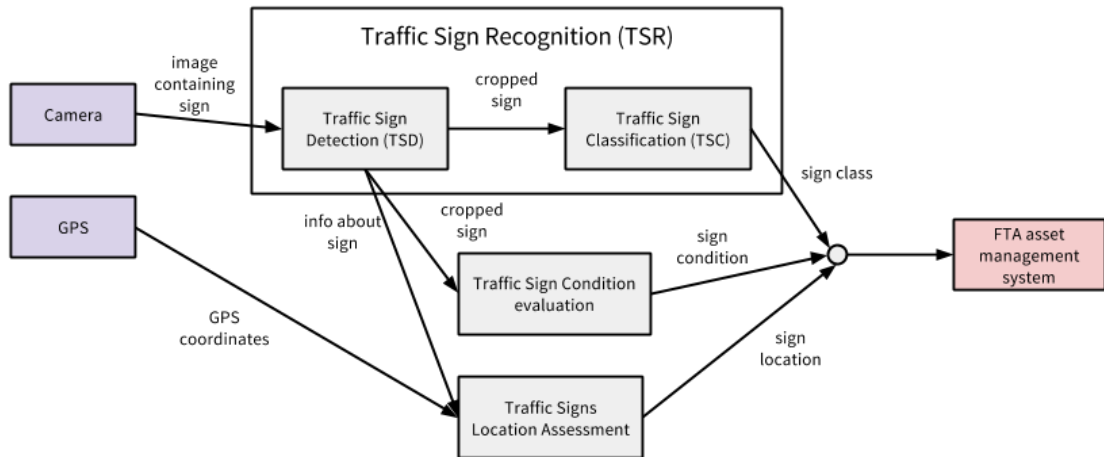 Traffic Sign Recognition (TSR)
image
containing
sign
cropped
sign
Camera
Traffic Sign
Detection (TSD)
Traffic Sign
Classification (TSC)
sign class
GPS
info about
sign
cropped
sign
sign
condition
FTA asset
management
system
Traffic Sign Condition
evaluation
GPS
coordinates
sign
location
Traffic Signs
Location Assessment